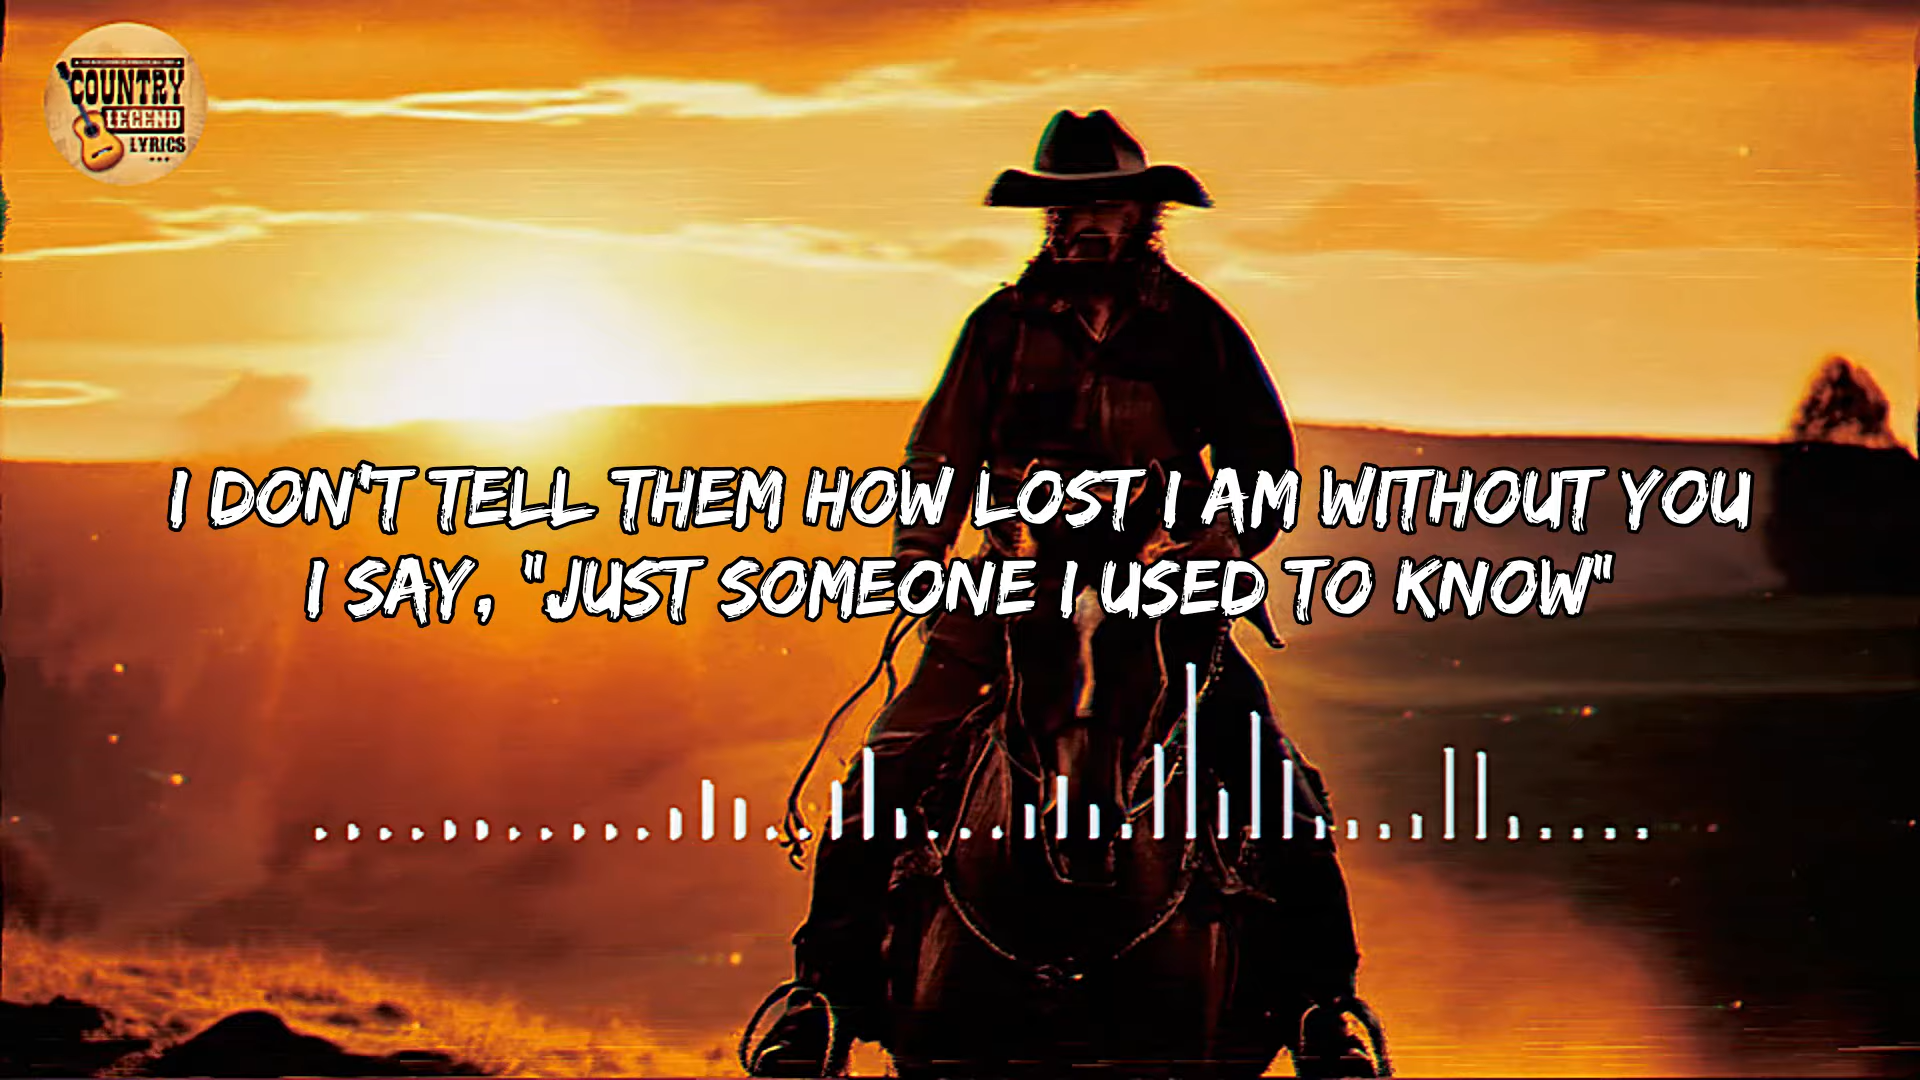 COUNTRY
LEGEND
LYRICS
I DON'T TELL THEM HOW LOST I AM WITHOUT YOU
I SAY, "JUST SOMEONE I USED TO KNOW"